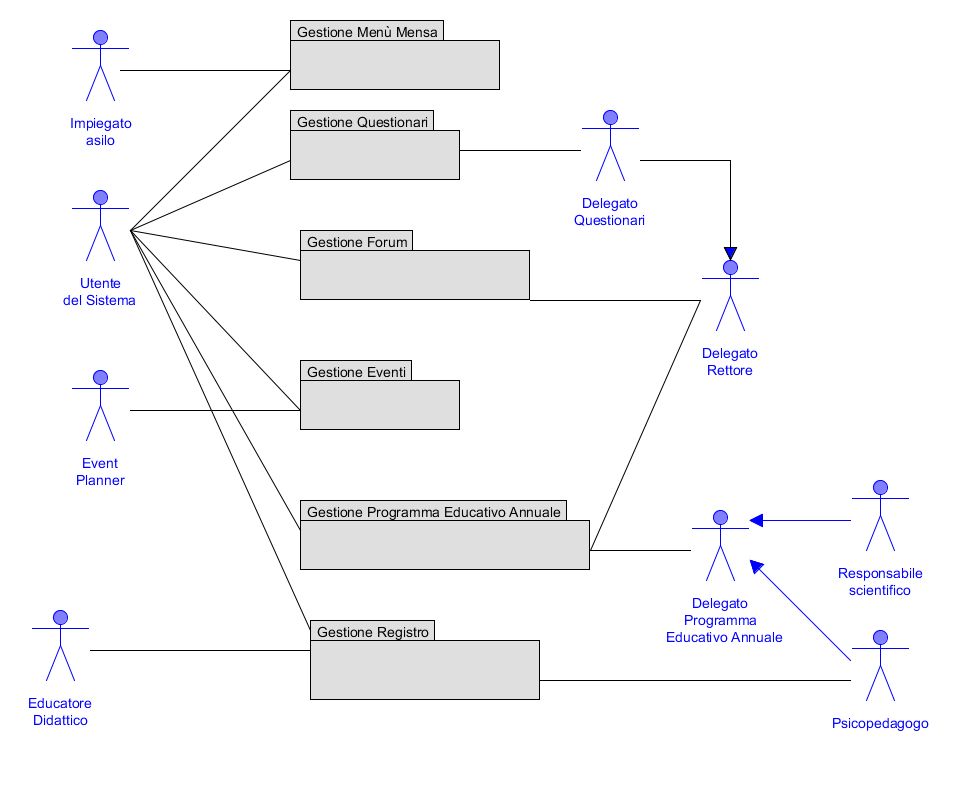 Gestione Menù Mensa
Impiegato
asilo
Gestione Questionari
Delegato
Questionari
Utente
del Sistema
Gestione Forum
Delegato
Rettore
Gestione Eventi
Event
Planner
Gestione Programma Educativo Annuale
Delegato
Programma
Educativo Annuale
Responsabile
scientifico
Gestione Registro
Educatore
Didattico
Psicopedagogo